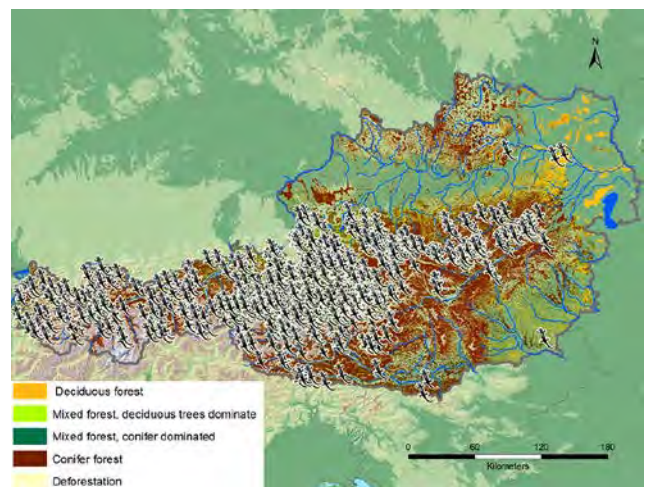 N
Deciduous forest
Mixed forest, deciduous trees dominate
Mixed forest, conifer dominated
Conifer forest
Deforestation
0 60 120 180
Kilometers